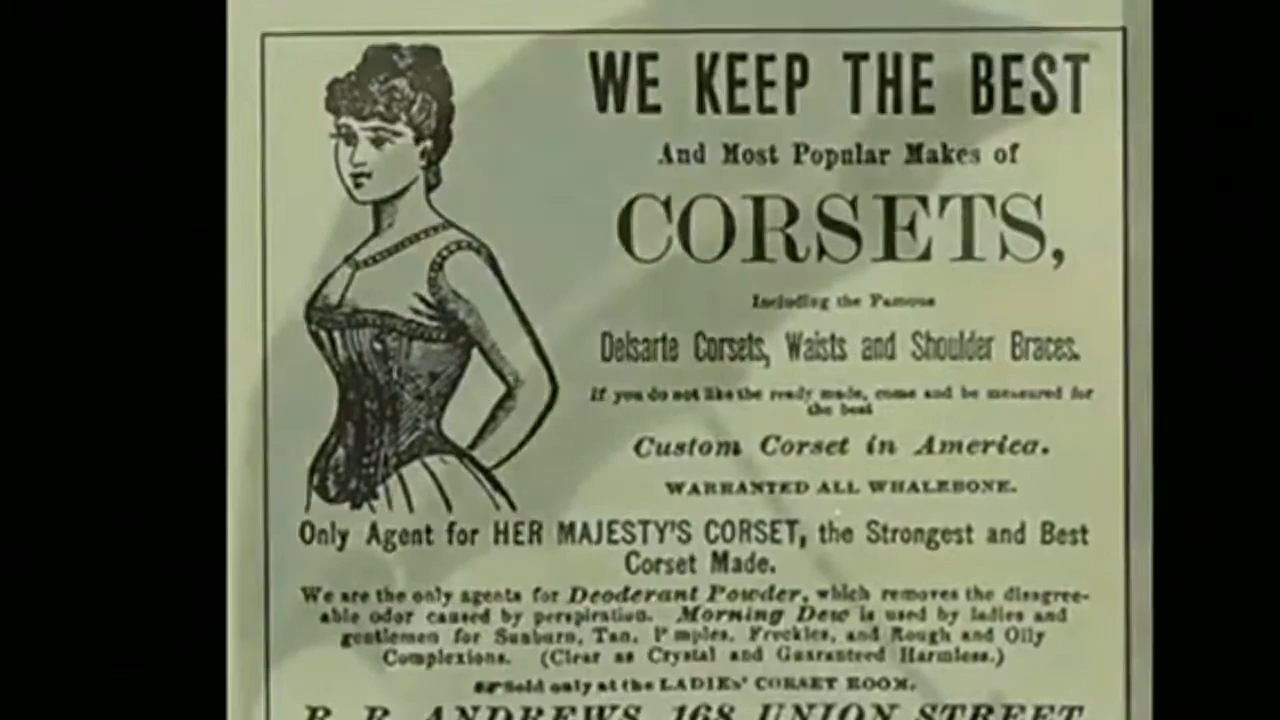 WE KEEP THE BEST
And Most Popular Makes of
CORSETS,
Including the Famous
Delsarte Corsets, Waists and Shoulder Braces.
If you do not like the ready made, come and be measured for
the best
Custom Corset in America.
WARRANTED ALL WHALEBONE.
Only Agent for HER MAJESTY'S CORSET, the Strongest and Best
Corset Made.
We are the only agents for Deoderant Powder, which removes the disagree-
able odor caused by perspiration. Morning Dew is used by ladies and
gentlemen for Sunburn, Tan, Pimples, Freckles, and Rough and Oily
Complexions. (Clear as Crystal and Guaranteed Harmless.)
☞Sold only at the LADIES' CORSET ROOM.
ANDREWS, 168 UNION STREET